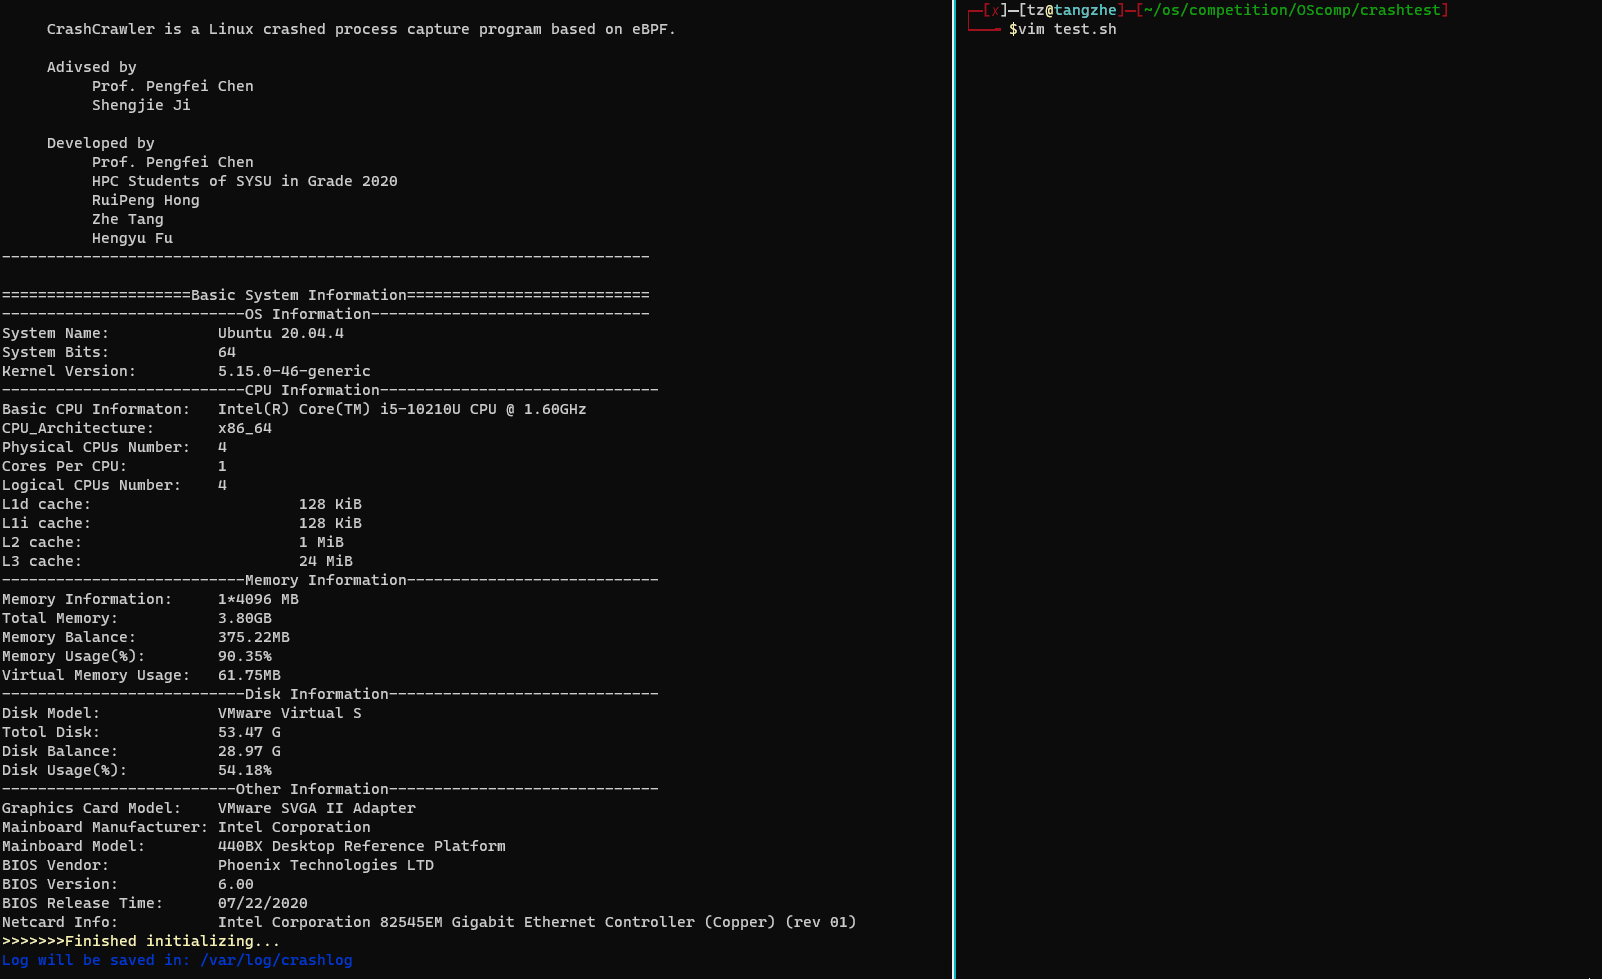 CrashCrawler is a Linux crashed process capture program based on eBPF.
Adivsed by
Prof. Pengfei Chen
Shengjie Ji
Developed by
Prof. Pengfei Chen
HPC Students of SYSU in Grade 2020
RuiPeng Hong
Zhe Tang
Hengyu Fu
------------------------------------------------------------------------
=====================Basic System Information===========================
---------------------------OS Information-------------------------------
System Name: Ubuntu 20.04.4
System Bits: 64
Kernel Version: 5.15.0-46-generic
---------------------------CPU Information-------------------------------
Basic CPU Informaton: Intel(R) Core(TM) i5-10210U CPU @ 1.60GHz
CPU_Architecture: x86_64
Physical CPUs Number: 4
Cores Per CPU: 1
Logical CPUs Number: 4
L1d cache: 128 KiB
L1i cache: 128 KiB
L2 cache: 1 MiB
L3 cache: 24 MiB
---------------------------Memory Information----------------------------
Memory Information: 1*4096 MB
Total Memory: 3.80GB
Memory Balance: 375.22MB
Memory Usage(%): 90.35%
Virtual Memory Usage: 61.75MB
---------------------------Disk Information------------------------------
Disk Model: VMware Virtual S
Totol Disk: 53.47 G
Disk Balance: 28.97 G
Disk Usage(%): 54.18%
--------------------------Other Information------------------------------
Graphics Card Model: VMware SVGA II Adapter
Mainboard Manufacturer: Intel Corporation
Mainboard Model: 440BX Desktop Reference Platform
BIOS Vendor: Phoenix Technologies LTD
BIOS Version: 6.00
BIOS Release Time: 07/22/2020
Netcard Info: Intel Corporation 82545EM Gigabit Ethernet Controller (Copper) (rev 01)
>>>>>>>Finished initializing...
Log will be saved in: /var/log/crashlog
┌─[x]─[tz@tangzhe]─[~/os/competition/OScomp/crashtest]
└──╼ $vim test.sh